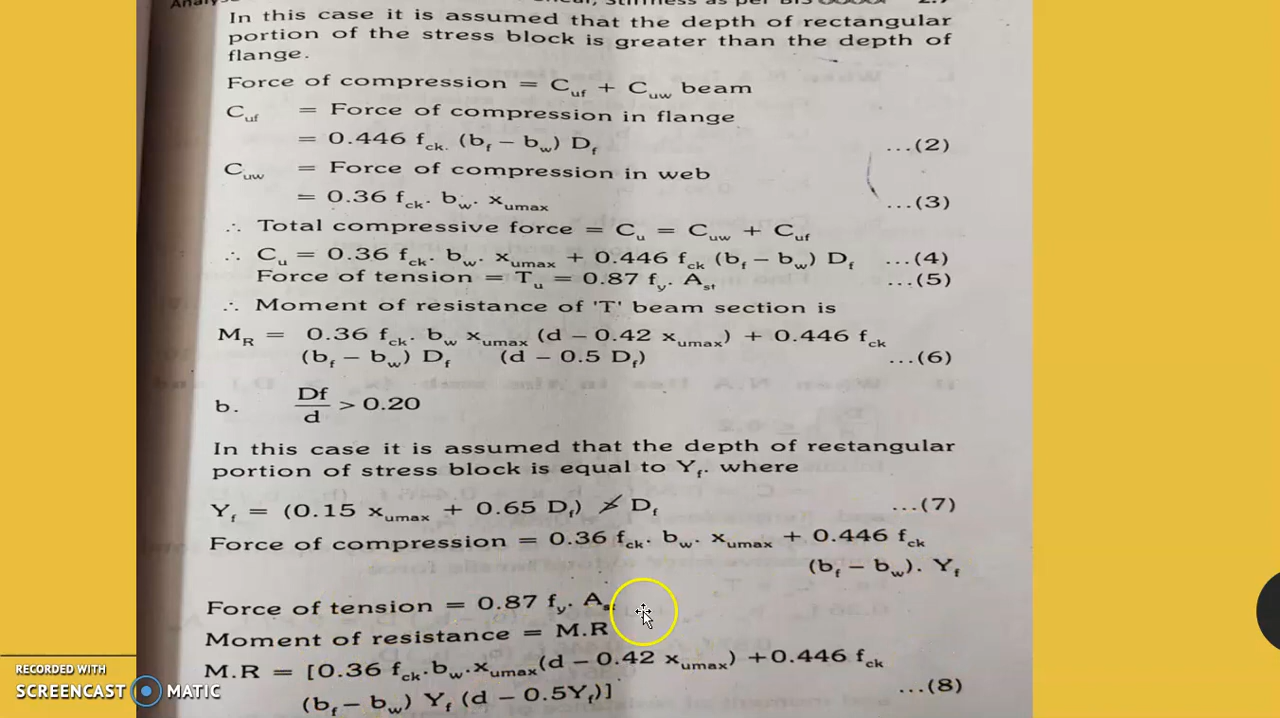 In this case it is assumed that the depth of rectangular
portion of the stress block is greater than the depth of
flange.
Force of compression = C_uf + C_uw beam
C_uf = Force of compression in flange
= 0.446 f_ck. (b_f – b_w) D_f ...(2)
C_uw = Force of compression in web
= 0.36 f_ck. b_w. x_umax ...(3)
∴ Total compressive force = C_u = C_uw + C_uf
∴ C_u = 0.36 f_ck. b_w. x_umax + 0.446 f_ck (b_f – b_w) D_f ...(4)
Force of tension = T_u = 0.87 f_y. A_st ...(5)
∴ Moment of resistance of 'T' beam section is
M_R = 0.36 f_ck. b_w x_umax (d – 0.42 x_umax) + 0.446 f_ck
(b_f – b_w) D_f (d – 0.5 D_f) ...(6)
b. Df/d > 0.20
In this case it is assumed that the depth of rectangular
portion of stress block is equal to Y_f. where
Y_f = (0.15 x_umax + 0.65 D_f) ≯ D_f ...(7)
Force of compression = 0.36 f_ck. b_w. x_umax + 0.446 f_ck
(b_f – b_w). Y_f
Force of tension = 0.87 f_y. A_st
Moment of resistance = M.R
M.R = [0.36 f_ck.b_w.x_umax(d – 0.42 x_umax) +0.446 f_ck
(b_f – b_w) Y_f (d – 0.5Y_f)] ...(8)
RECORDED WITH
SCREENCAST MATIC